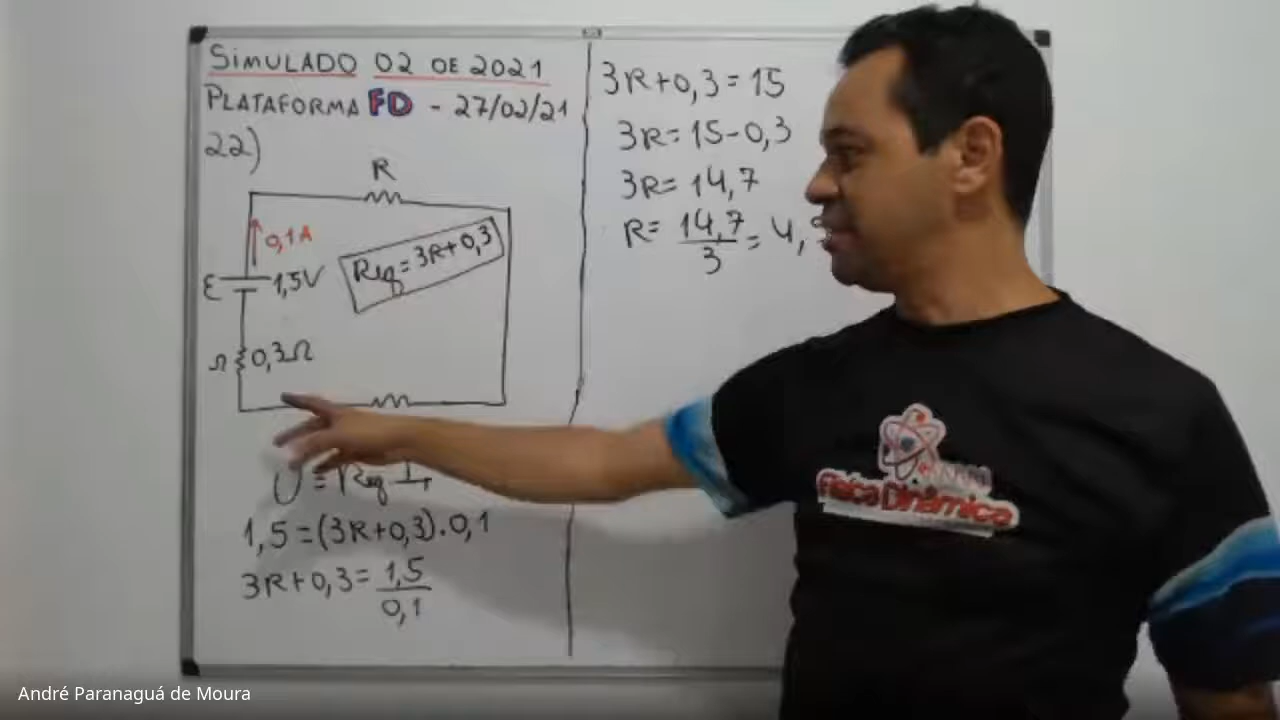 SIMULADO 02 DE 2021
PLATAFORMA FD - 27/02/21
22)
R
0,1A
Req = 3R+0,3
ε 1,5V
r 0,3Ω
U = Req . IT
1,5 = (3R+0,3).0,1
3R+0,3 = 1,5
0,1
3R+0,3 = 15
3R = 15-0,3
3R = 14,7
R = 14,7 = 4,
3
Física Dinâmica
André Paranaguá de Moura